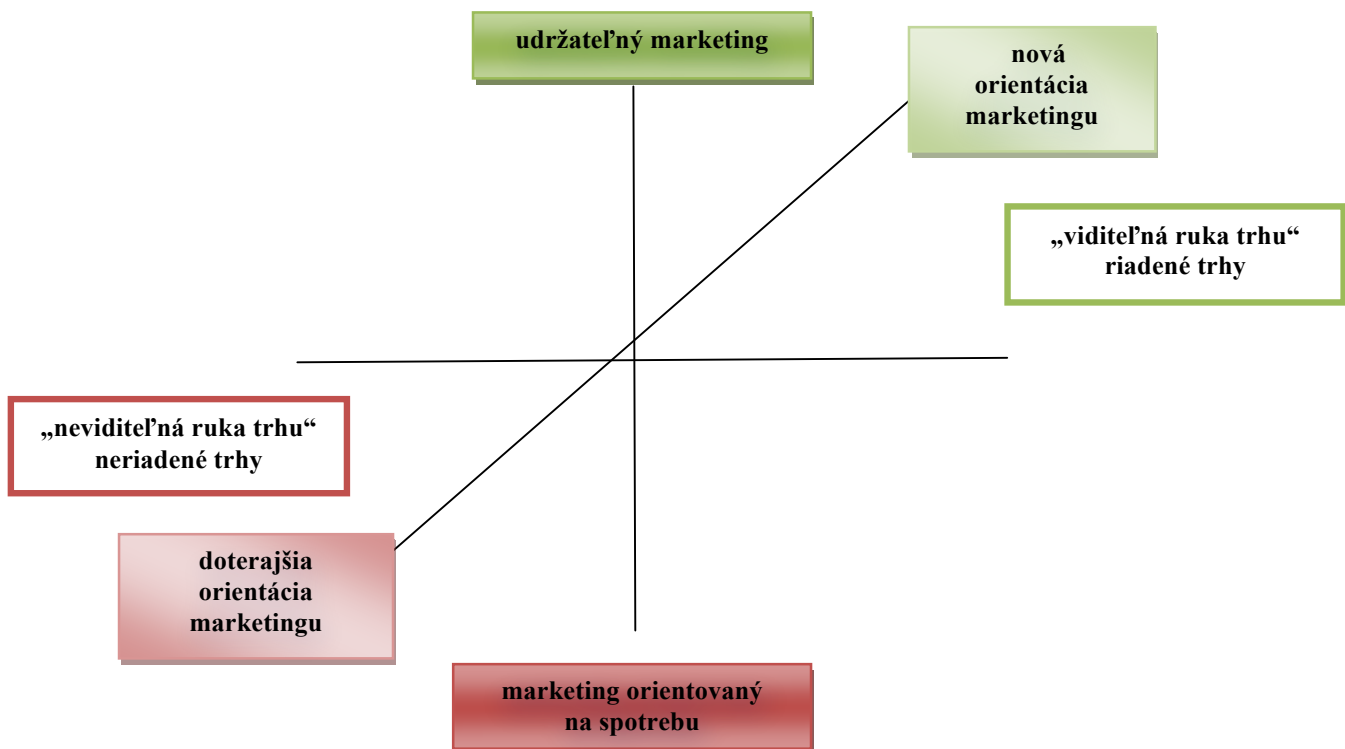 udržateľný marketing
nová
orientácia
marketingu
„viditeľná ruka trhu“
riadené trhy
„neviditeľná ruka trhu“
neriadené trhy
doterajšia
orientácia
marketingu
marketing orientovaný
na spotrebu